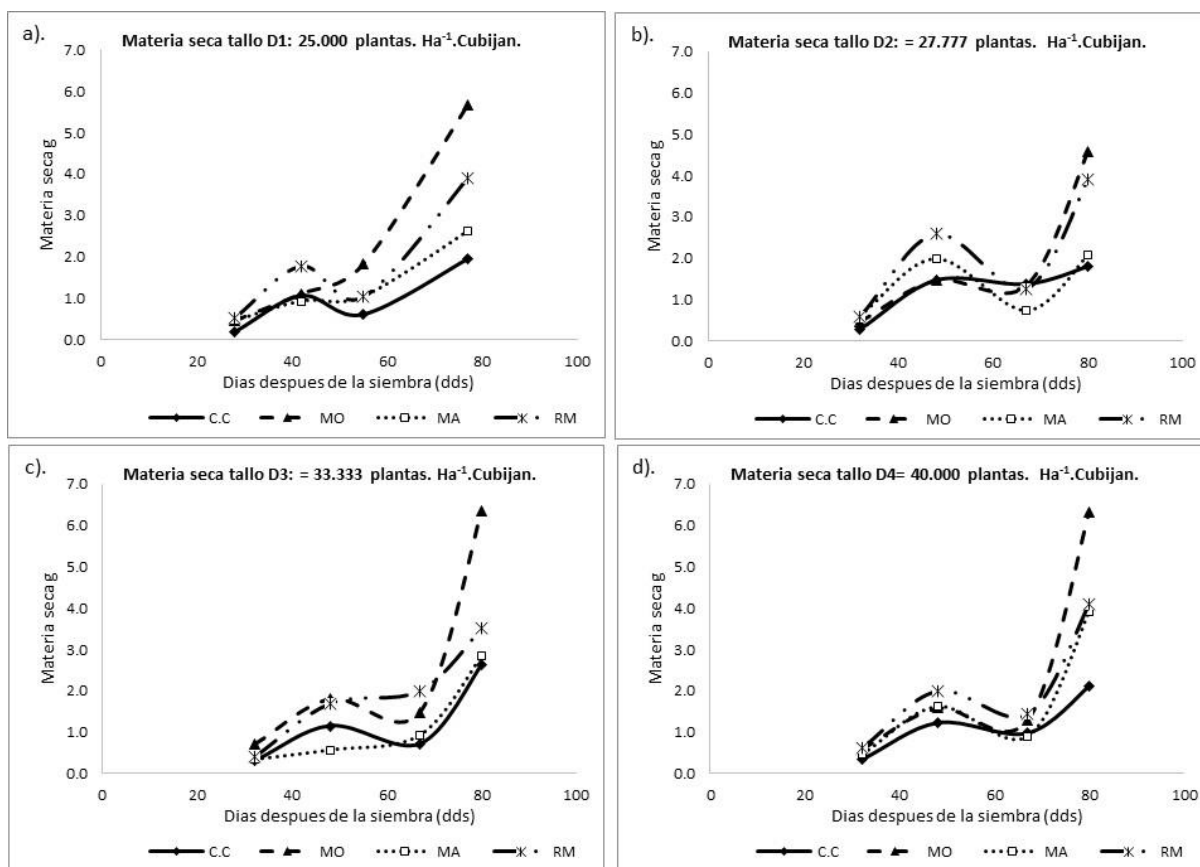 a).
Materia seca tallo D1: 25.000 plantas. Ha⁻¹.Cubijan.
7.0
6.0
5.0
4.0
3.0
2.0
1.0
0.0
Materia seca g
0 20 40 60 80 100
Dias despues de la siembra (dds)
C.C MO MA RM
b).
Materia seca tallo D2: = 27.777 plantas. Ha⁻¹.Cubijan.
7.0
6.0
5.0
4.0
3.0
2.0
1.0
0.0
Materia seca g
0 20 40 60 80 100
Dias despues de la siembra (dds)
C.C MO MA RM
c).
Materia seca tallo D3: = 33.333 plantas. Ha⁻¹.Cubijan.
7.0
6.0
5.0
4.0
3.0
2.0
1.0
0.0
Materia seca g
0 20 40 60 80 100
Dias despues de la siembra (dds)
C.C MO MA RM
d).
Materia seca tallo D4= 40.000 plantas. Ha⁻¹.Cubijan.
7.0
6.0
5.0
4.0
3.0
2.0
1.0
0.0
Materia seca g
0 20 40 60 80 100
Dias despues de la siembra (dds)
C.C MO MA RM